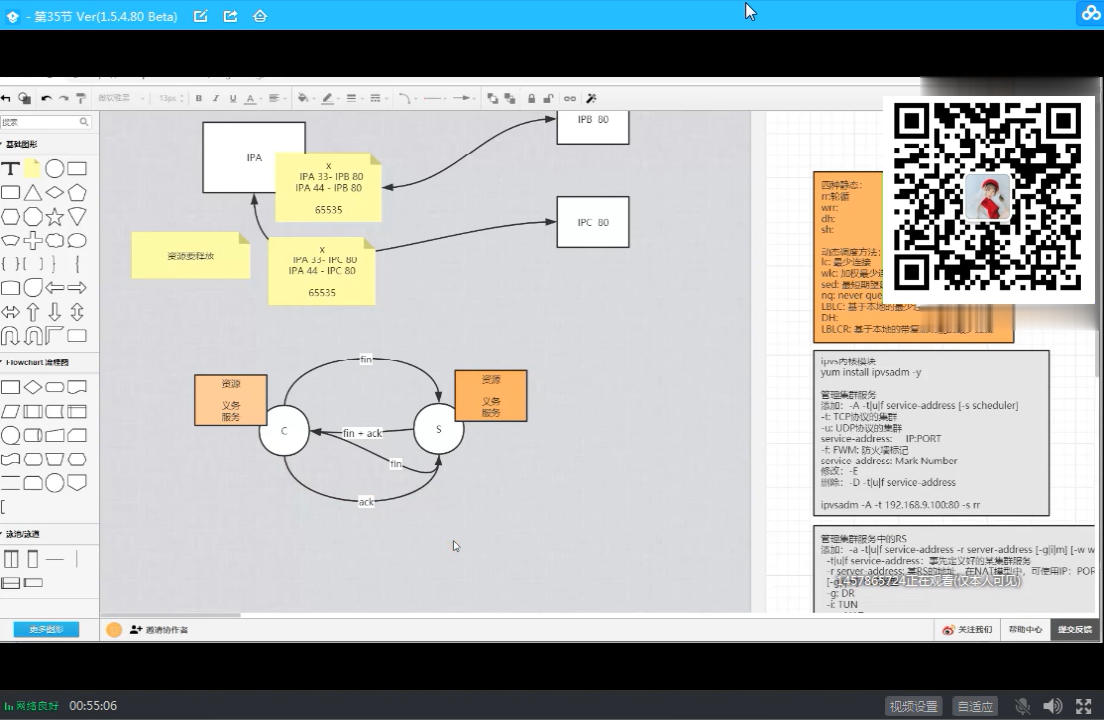 - 第35节 Ver(1.5.4.80 Beta)
微软雅黑
13px
B I U A
搜索
基础图形
T
Flowchart 流程图
泳池/泳道
更多图形
IPA
x
IPA 33- IPB 80
IPA 44 - IPB 80
65535
IPB 80
资源要释放
x
IPA 33- IPC 80
IPA 44 - IPC 80
65535
IPC 80
fin
资源
义务
服务
资源
义务
服务
C
S
fin + ack
fin
ack
四种静态:
rr:轮循
wrr:
dh:
sh:
动态调度方法:
lc: 最少连接
wlc: 加权最少连
sed: 最短期望
nq: never que
LBLC: 基于本地的最少
DH:
LBLCR: 基于本地的带复
ipvs内核模块
yum install ipvsadm -y
管理集群服务
添加: -A -t|u|f service-address [-s scheduler]
-t: TCP协议的集群
-u: UDP协议的集群
service-address: IP:PORT
-f: FWM: 防火墙标记
service-address: Mark Number
修改: -E
删除: -D -t|u|f service-address
ipvsadm -A -t 192.168.9.100:80 -s rr
管理集群服务中的RS
添加: -a -t|u|f service-address -r server-address [-g|i|m] [-w w
-t|u|f service-address: 事先定义好的某集群服务
-r server-address: 某RS的地址, 在NAT模型中, 可使用IP: POR
1457865724正在观看(仅本人可见)
-g: DR
-i: TUN
邀请协作者
关注我们
帮助中心
提交反馈
网络良好
00:55:06
视频设置
自适应